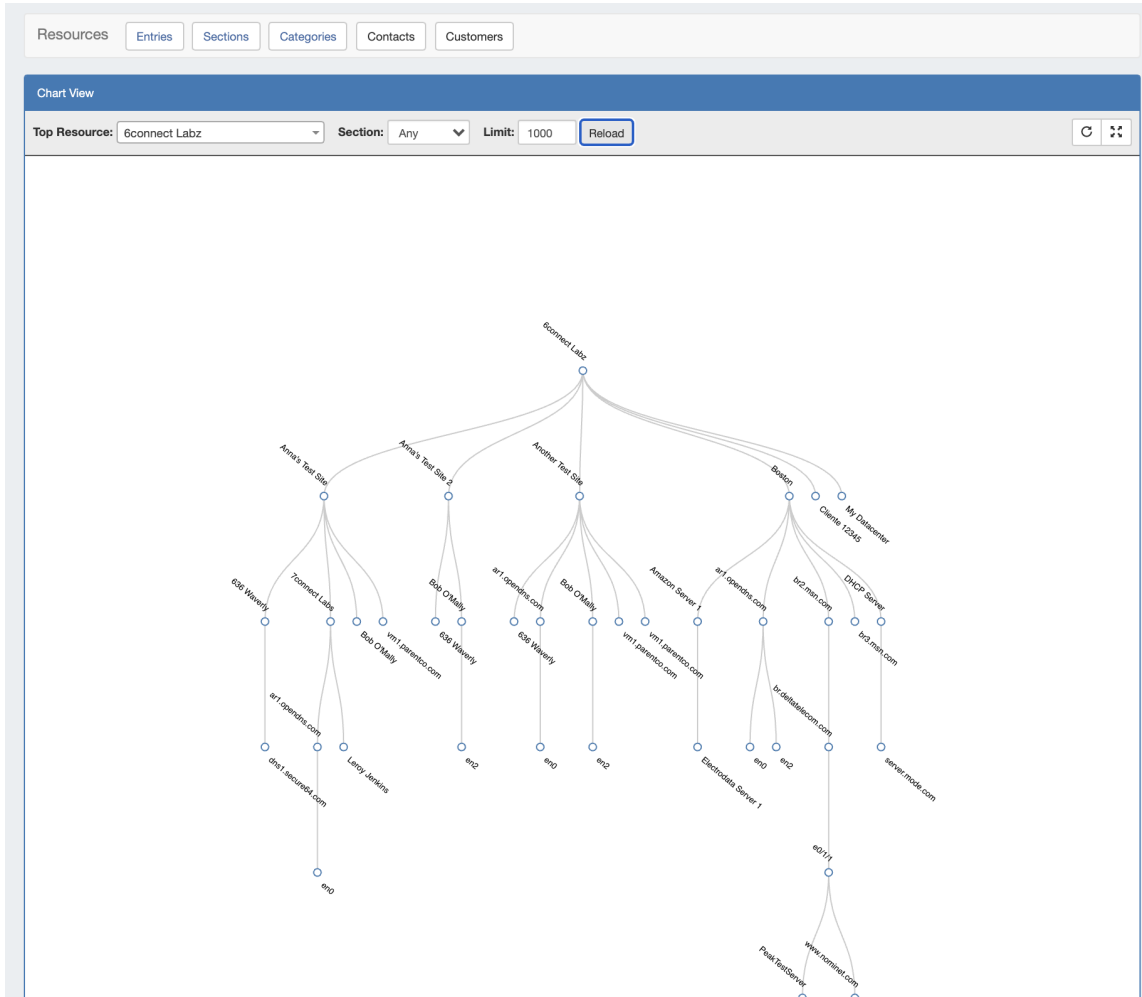 Resources Entries Sections Categories Contacts Customers
Chart View
Top Resource: 6connect Labz Section: Any Limit: 1000 Reload
6connect Labz
Anna's Test Site
Anna's Test Site 2
Another Test Site
Boston
Cliente 12345
My Datacenter
636 Waverly
7connect Labs
Bob O'Mally
vm1.parentco.com
636 Waverly
Bob O'Mally
636 Waverly
ar1.opendns.com
Bob O'Mally
vm1.parentco.com
vm1.parentco.com
Amazon Server 1
ar1.opendns.com
br2.msn.com
br3.msn.com
DHCP Server
dns1.secure64.com
ar1.opendns.com
Leroy Jenkins
en2
en0
en2
Electrodata Server 1
en0
en2
br.deltatelecom.com
server.mode.com
en0
e0/1/1
PeakTestServer
www.nominet.com